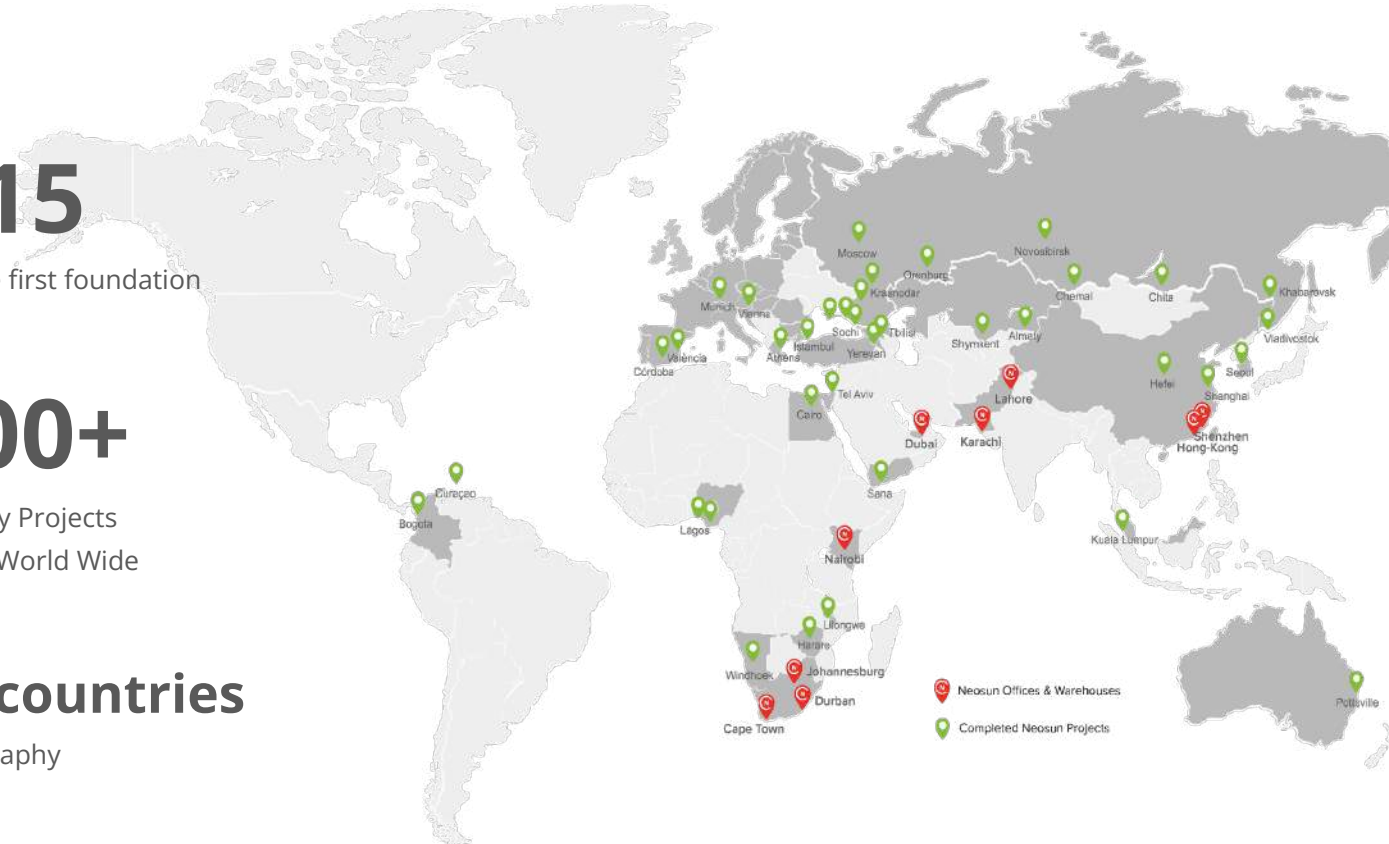 15
first foundation
00+
y Projects
World Wide
countries
aphy
Moscow
Orenburg
Novosibirsk
Chemal
Chita
Khabarovsk
Vladivostok
Krasnodar
Munich
Vienna
Sochi
Tbilisi
Istambul
Yerevan
Athens
València
Córdoba
Shymkent
Almaty
Hefei
Seoul
Shanghai
Tel Aviv
Cairo
Lahore
Dubai
Karachi
Shenzhen
Hong-Kong
Sana
Curaçao
Bogota
Lagos
Nairobi
Kuala Lumpur
Lilongwe
Harare
Windhoek
Johannesburg
Durban
Cape Town
Neosun Offices & Warehouses
Completed Neosun Projects
Pottsville